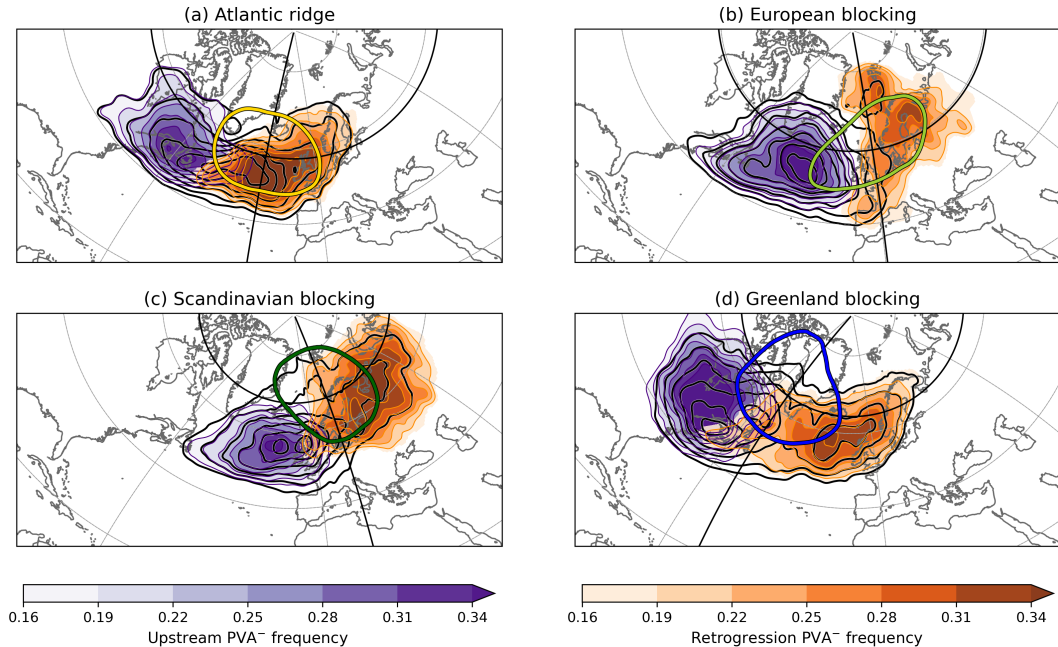 (a) Atlantic ridge
(b) European blocking
(c) Scandinavian blocking
(d) Greenland blocking
0.16 0.19 0.22 0.25 0.28 0.31 0.34
Upstream PVA⁻ frequency
0.16 0.19 0.22 0.25 0.28 0.31 0.34
Retrogression PVA⁻ frequency